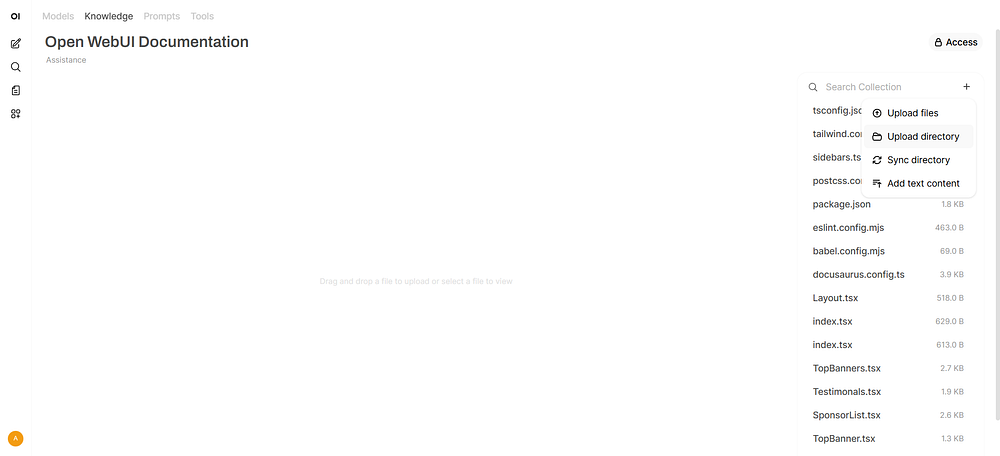 OI Models Knowledge Prompts Tools
Open WebUI Documentation
Access
Assistance
Search Collection
Upload files
Upload directory
Sync directory
Add text content
tsconfig.jso
tailwind.co
sidebars.ts
postcss.co
package.json 1.8 KB
eslint.config.mjs 463.0 B
babel.config.mjs 69.0 B
docusaurus.config.ts 3.9 KB
Layout.tsx 518.0 B
Drag and drop a file to upload or select a file to view
index.tsx 629.0 B
index.tsx 613.0 B
TopBanners.tsx 2.7 KB
Testimonals.tsx 1.9 KB
SponsorList.tsx 2.6 KB
TopBanner.tsx 1.3 KB
A